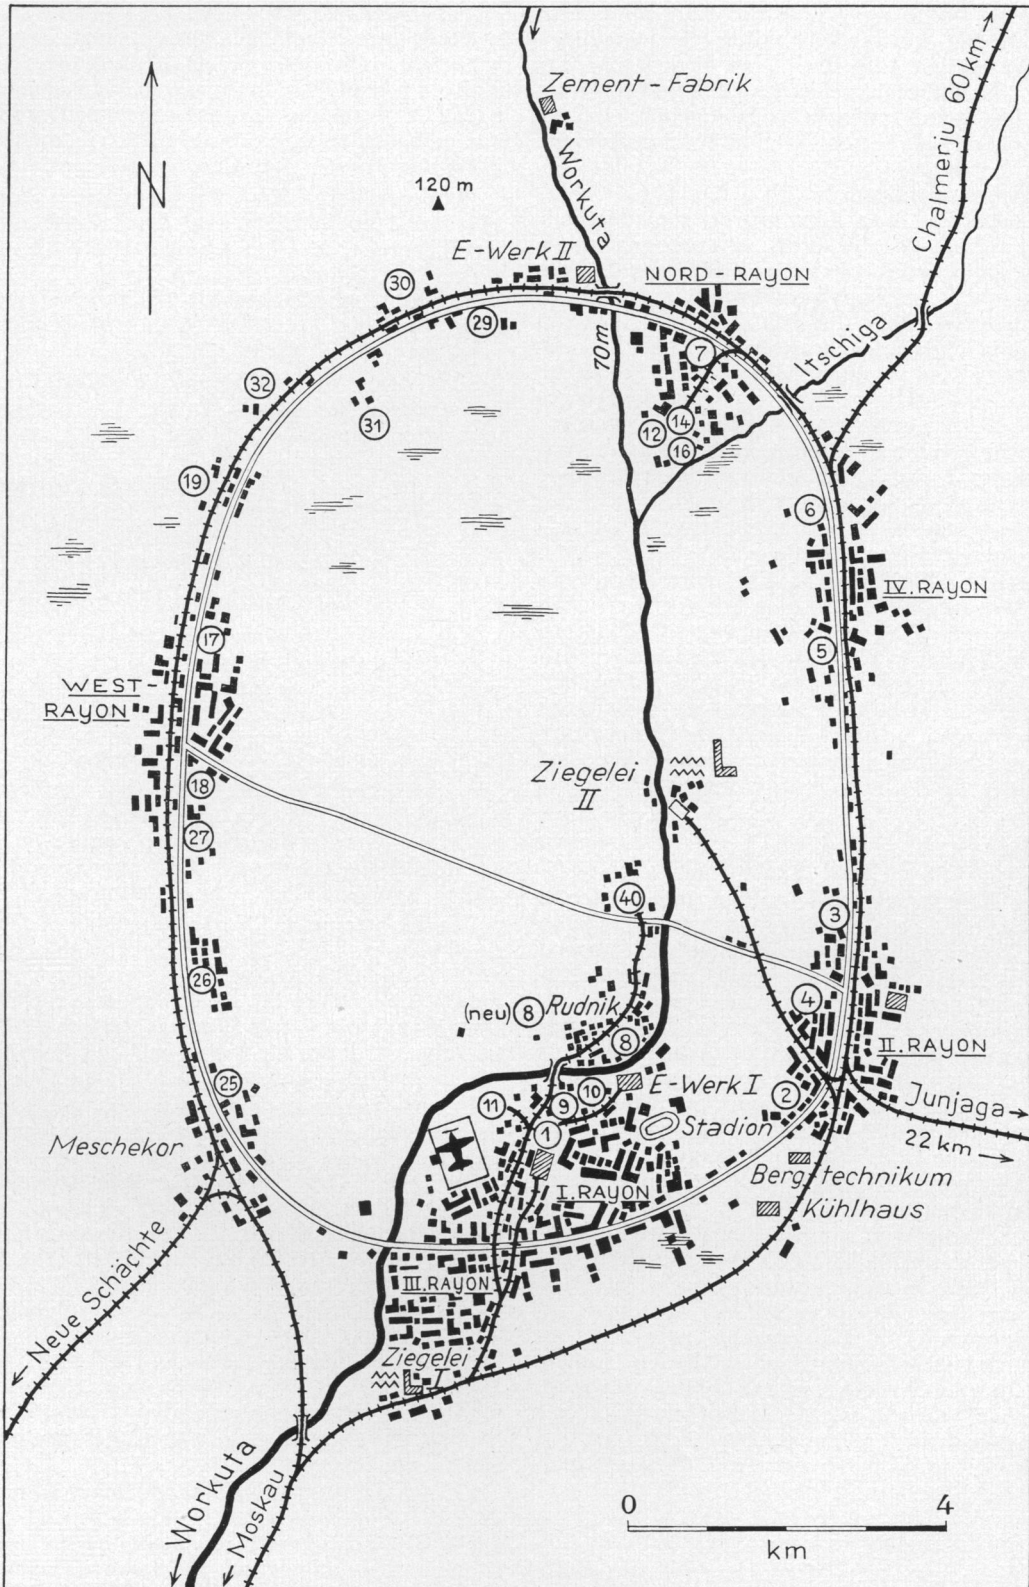 Zement-Fabrik
Workuta
Chalmerju 60 km
N
120 m
E-Werk II
NORD-RAYON
30
29
70m
7
Itschiga
32
31
12
14
16
19
6
IV. RAYON
17
5
WEST-
RAYON
Ziegelei
II
18
27
40
3
26
(neu) 8 Rudnik
4
8
II. RAYON
25
11
9
10
E-Werk I
2
Junjaga
22 km
1
Stadion
Meschekor
Berg-technikum
I. RAYON
Kühlhaus
III. RAYON
Neue Schächte
Ziegelei
I
Workuta
Moskau
0 4
km